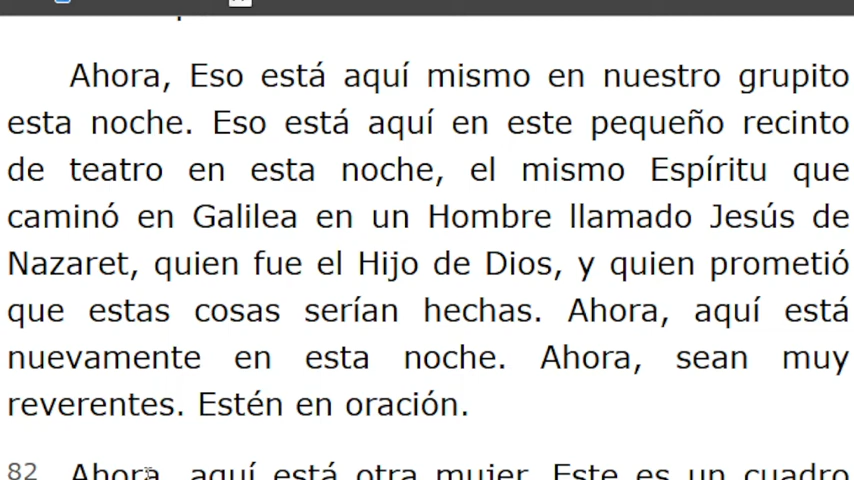 Ahora, Eso está aquí mismo en nuestro grupito
esta noche. Eso está aquí en este pequeño recinto
de teatro en esta noche, el mismo Espíritu que
caminó en Galilea en un Hombre llamado Jesús de
Nazaret, quien fue el Hijo de Dios, y quien prometió
que estas cosas serían hechas. Ahora, aquí está
nuevamente en esta noche. Ahora, sean muy
reverentes. Estén en oración.
82 Ahora, aquí está otra mujer. Este es un cuadro